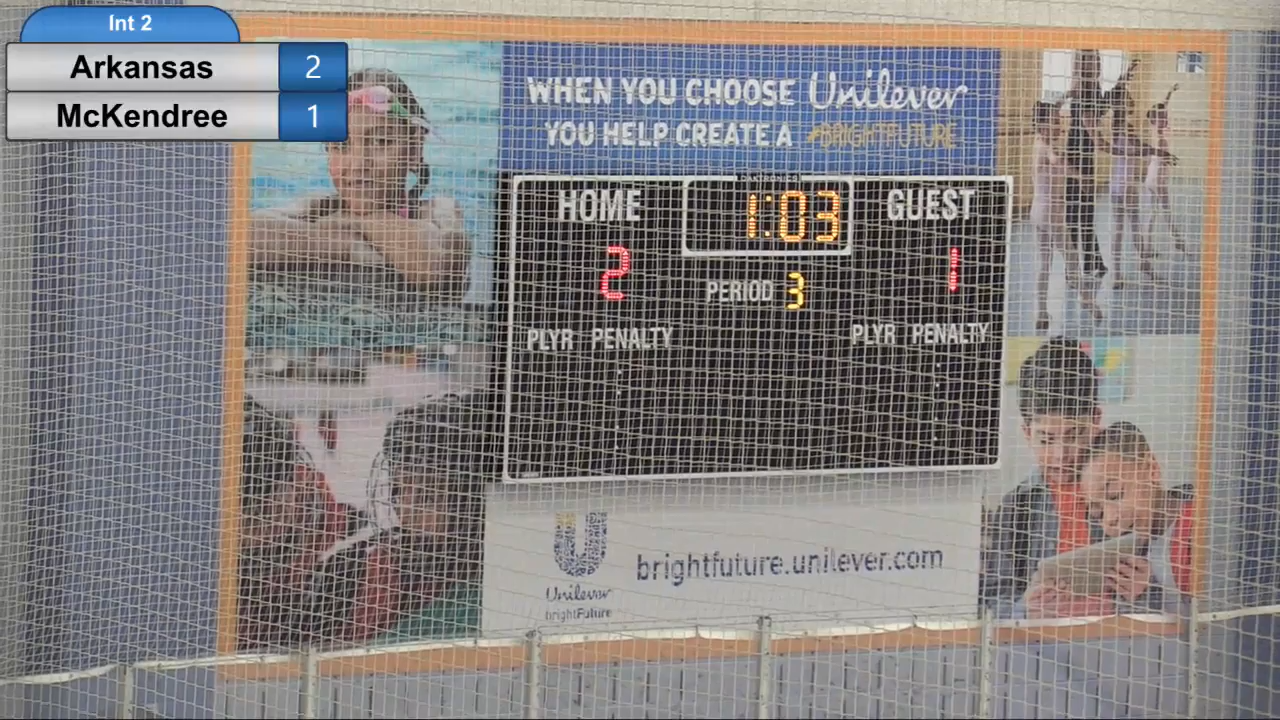 Int 2
Arkansas 2
McKendree 1
WHEN YOU CHOOSE Unilever
YOU HELP CREATE A #BRIGHTFUTURE
HOME 1:03 GUEST
2 PERIOD 3 1
PLYR PENALTY PLYR PENALTY
Unilever
brightFuture
brightfuture.unilever.com